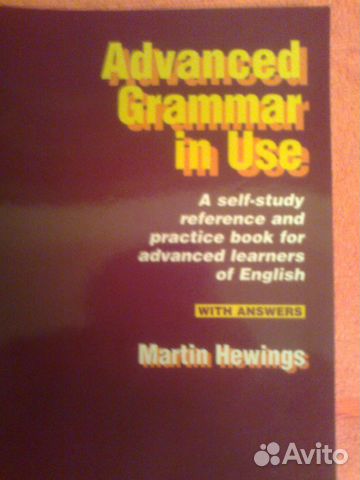 Advanced
Grammar
in Use
A self-study
reference and
practice book for
advanced learners
of English
WITH ANSWERS
Martin Hewings
Avito